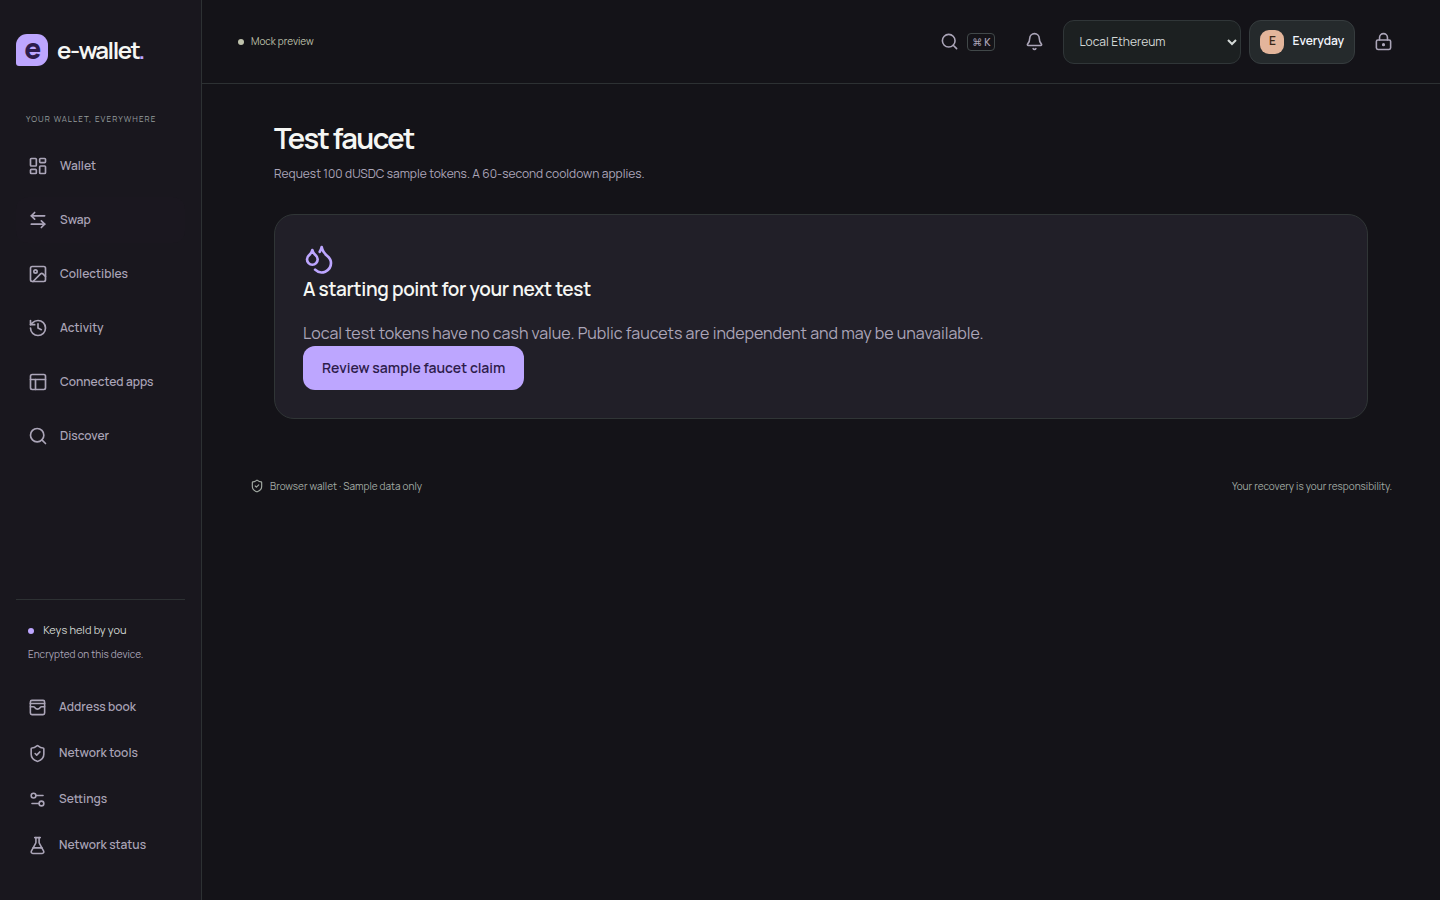 e e-wallet.
YOUR WALLET, EVERYWHERE
Wallet
Swap
Collectibles
Activity
Connected apps
Discover
Keys held by you
Encrypted on this device.
Address book
Network tools
Settings
Network status
Mock preview
⌘ K
Local Ethereum
E Everyday
Test faucet
Request 100 dUSDC sample tokens. A 60-second cooldown applies.
A starting point for your next test
Local test tokens have no cash value. Public faucets are independent and may be unavailable.
Review sample faucet claim
Browser wallet · Sample data only
Your recovery is your responsibility.